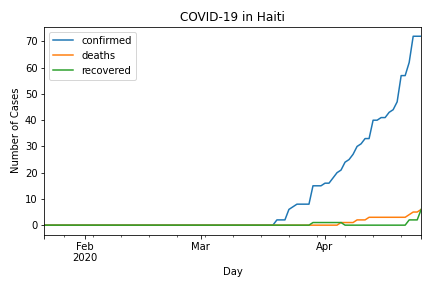 COVID-19 in Haiti
confirmed
deaths
recovered
Number of Cases
70
60
50
40
30
20
10
0
Feb
2020
Mar
Apr
Day